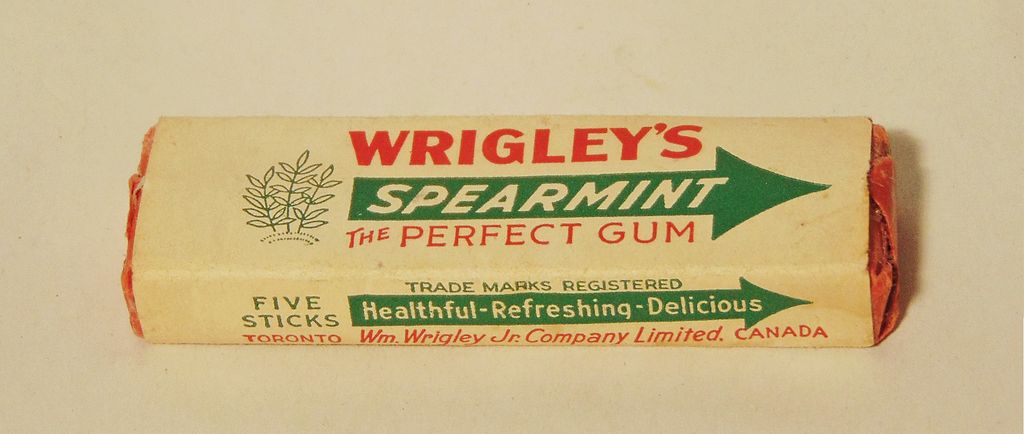 WRIGLEY'S
SPEARMINT
THE PERFECT GUM
TRADE MARKS REGISTERED
FIVE
STICKS
Healthful-Refreshing-Delicious
TORONTO Wm. Wrigley Jr. Company Limited. CANADA